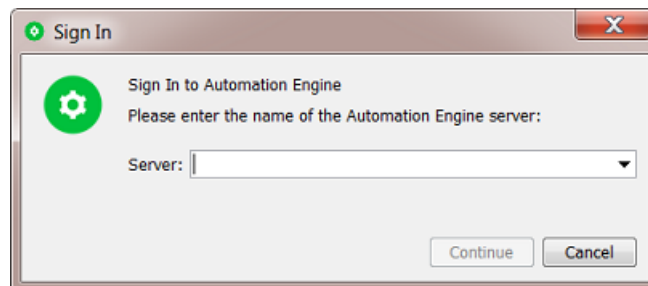 Sign In
Sign In to Automation Engine
Please enter the name of the Automation Engine server:
Server:
Continue Cancel